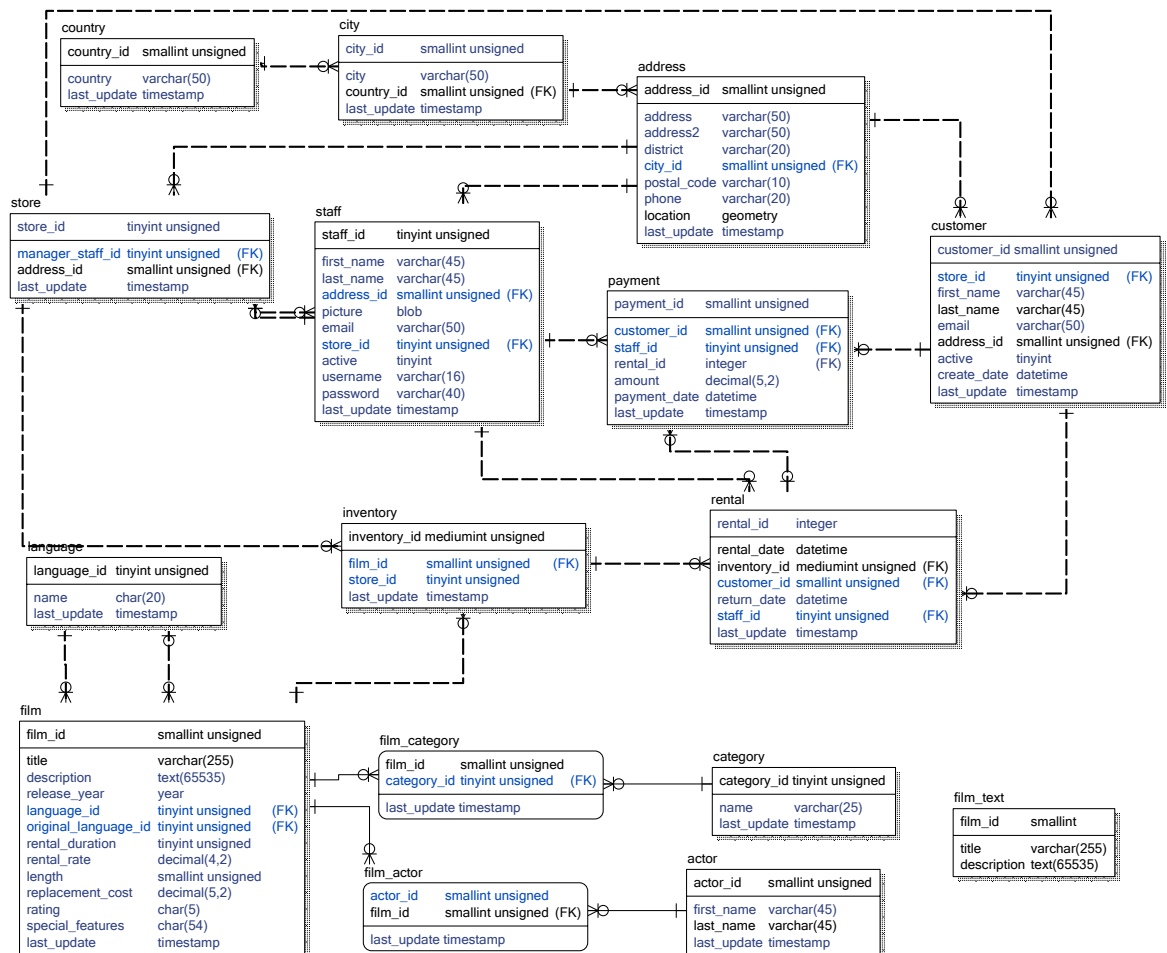 country
country_id smallint unsigned
country varchar(50)
last_update timestamp
city
city_id smallint unsigned
city varchar(50)
country_id smallint unsigned (FK)
last_update timestamp
address
address_id smallint unsigned
address varchar(50)
address2 varchar(50)
district varchar(20)
city_id smallint unsigned (FK)
postal_code varchar(10)
phone varchar(20)
location geometry
last_update timestamp
store
store_id tinyint unsigned
manager_staff_id tinyint unsigned (FK)
address_id smallint unsigned (FK)
last_update timestamp
staff
staff_id tinyint unsigned
first_name varchar(45)
last_name varchar(45)
address_id smallint unsigned (FK)
picture blob
email varchar(50)
store_id tinyint unsigned (FK)
active tinyint
username varchar(16)
password varchar(40)
last_update timestamp
payment
payment_id smallint unsigned
customer_id smallint unsigned (FK)
staff_id tinyint unsigned (FK)
rental_id integer (FK)
amount decimal(5,2)
payment_date datetime
last_update timestamp
customer
customer_id smallint unsigned
store_id tinyint unsigned (FK)
first_name varchar(45)
last_name varchar(45)
email varchar(50)
address_id smallint unsigned (FK)
active tinyint
create_date datetime
last_update timestamp
language
language_id tinyint unsigned
name char(20)
last_update timestamp
inventory
inventory_id mediumint unsigned
film_id smallint unsigned (FK)
store_id tinyint unsigned
last_update timestamp
rental
rental_id integer
rental_date datetime
inventory_id mediumint unsigned (FK)
customer_id smallint unsigned (FK)
return_date datetime
staff_id tinyint unsigned (FK)
last_update timestamp
film
film_id smallint unsigned
title varchar(255)
description text(65535)
release_year year
language_id tinyint unsigned (FK)
original_language_id tinyint unsigned (FK)
rental_duration tinyint unsigned
rental_rate decimal(4,2)
length smallint unsigned
replacement_cost decimal(5,2)
rating char(5)
special_features char(54)
last_update timestamp
film_category
film_id smallint unsigned
category_id tinyint unsigned (FK)
last_update timestamp
category
category_id tinyint unsigned
name varchar(25)
last_update timestamp
film_actor
actor_id smallint unsigned
film_id smallint unsigned (FK)
last_update timestamp
actor
actor_id smallint unsigned
first_name varchar(45)
last_name varchar(45)
last_update timestamp
film_text
film_id smallint
title varchar(255)
description text(65535)